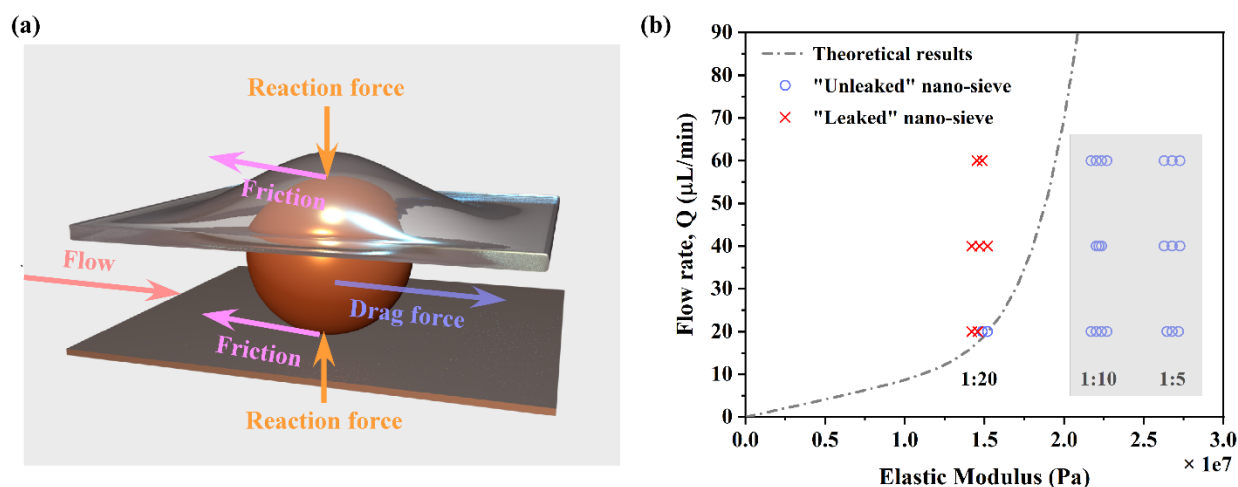 (a)
Reaction force
Friction
Flow
Drag force
Friction
Reaction force
(b)
Flow rate, Q (μL/min)
90
80
70
60
50
40
30
20
10
0
Theoretical results
"Unleaked" nano-sieve
"Leaked" nano-sieve
1:20
1:10
1:5
0.0
0.5
1.0
1.5
2.0
2.5
3.0
× 1e7
Elastic Modulus (Pa)